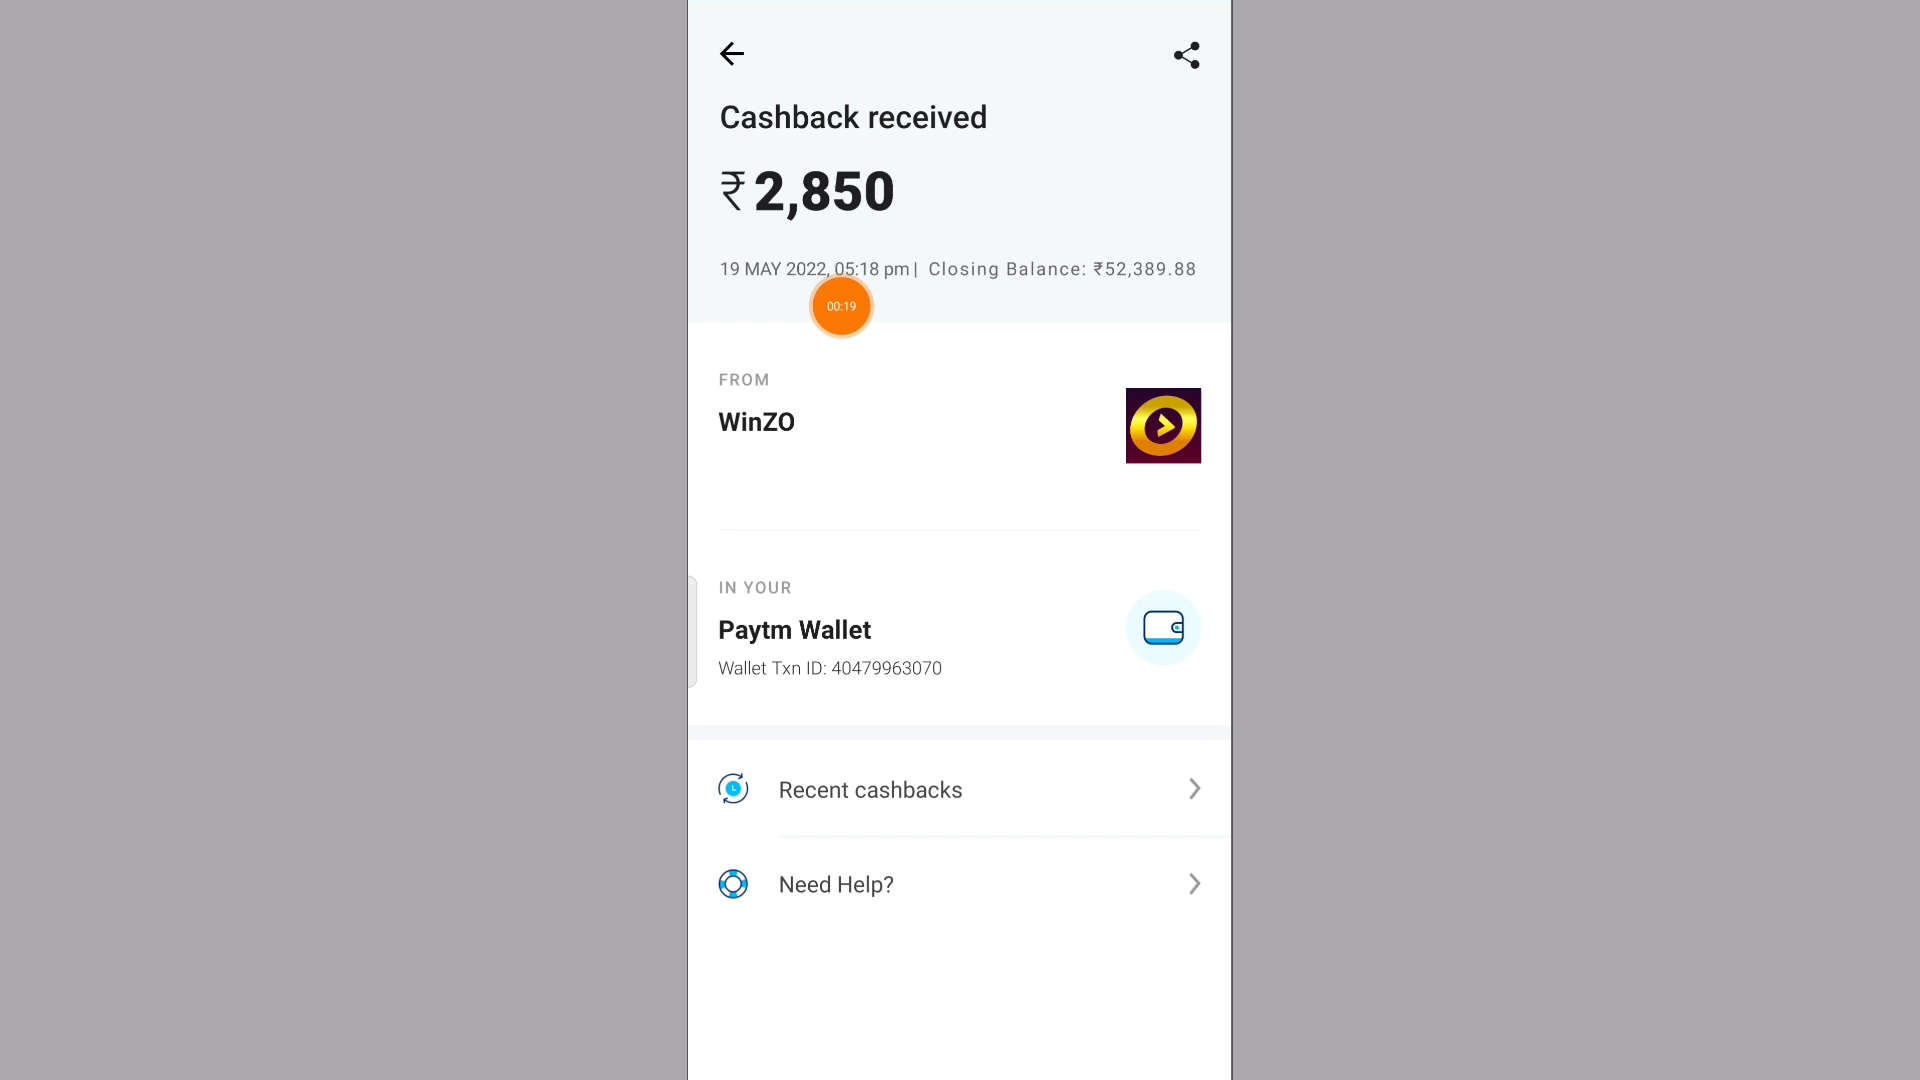 Cashback received
₹2,850
19 MAY 2022, 05:18 pm | Closing Balance: ₹52,389.88
00:19
FROM
WinZO
IN YOUR
Paytm Wallet
Wallet Txn ID: 40479963070
Recent cashbacks
Need Help?